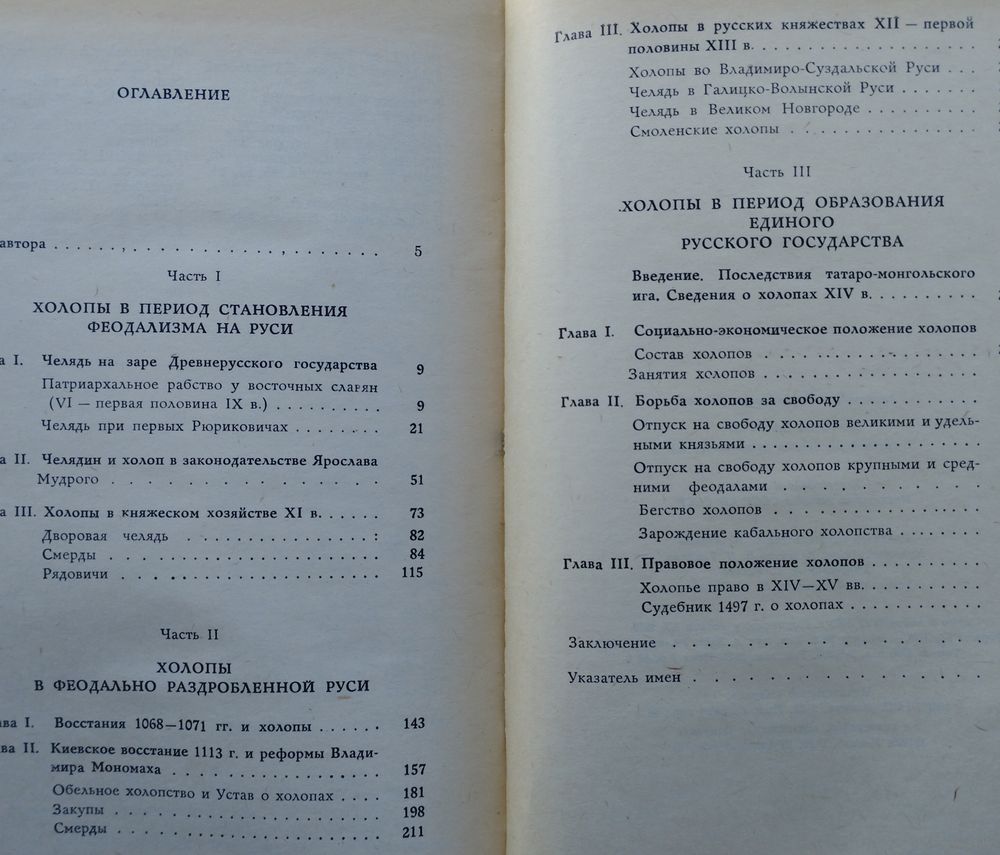 ОГЛАВЛЕНИЕ
автора . . . . . . , . . . . . . . . . . , . . . . . . 5
Часть I
ХОЛОПЫ В ПЕРИОД СТАНОВЛЕНИЯ
ФЕОДАЛИЗМА НА РУСИ
а I. Челядь на заре Древнерусского государства 9
Патриархальное рабство у восточных славян
(VI — первая половина IX в.) . . . . . . . . . . 9
Челядь при первых Рюриковичах . . . . . . . . 21
а II. Челядин и холоп в законодательстве Ярослава
Мудрого . . . . . . . . . . . . . . . . 51
а III. Холопы в княжеском хозяйстве XI в. . . . . . 73
Дворовая челядь . . . . . . . . . . . . . . : 82
Смерды . . . . . . . . . . . . . . . . . . . . 84
Рядовичи . . . . . . . . . . . . . . . . . . . 115
Часть II
ХОЛОПЫ
В ФЕОДАЛЬНО РАЗДРОБЛЕННОЙ РУСИ
ва I. Восстания 1068—1071 гг. и холопы . . . . . . 143
ва II. Киевское восстание 1113 г. и реформы Влади-
мира Мономаха . . . . . . . . . . . . . . . . 157
Обельное холопство и Устав о холопах . . . . 181
Закупы . . . . . . . . . . . . . . . . . . . . 198
Смерды . . . . . . . . . . . . . . . . . . . . 211
Глава III. Холопы в русских княжествах XII — первой
половины XIII в. . . . . . . . . . . . . . . . . .
Холопы во Владимиро-Суздальской Руси . . .
Челядь в Галицко-Волынской Руси . . . . . . .
Челядь в Великом Новгороде . . . . . . . . . .
Смоленские холопы . . . . . . . . . . . . . . .
Часть III
ХОЛОПЫ В ПЕРИОД ОБРАЗОВАНИЯ
ЕДИНОГО
РУССКОГО ГОСУДАРСТВА
Введение. Последствия татаро-монгольского
ига. Сведения о холопах XIV в. . . . . . . . . .
Глава I. Социально-экономическое положение холопов
Состав холопов . . . . . . . . . . . . . . . . .
Занятия холопов . . . . . . . . . . . . . . . . .
Глава II. Борьба холопов за свободу . . . . . . . . . . .
Отпуск на свободу холопов великими и удель-
ными князьями . . . . . . . . . . . . . . . . . .
Отпуск на свободу холопов крупными и сред-
ними феодалами . . . . . . . . . . .
Бегство холопов . . . . . . . . . . . . . . . . .
Зарождение кабального холопства . . . . . . . .
Глава III. Правовое положение холопов . . . . . . . . . .
Холопье право в XIV—XV вв. . . . . . . . . . .
Судебник 1497 г. о холопах . . . . . . . . . . . .
Заключение . . . . . . . . . . . . . . . . .
Указатель имен . . . . . . . . . . . . . . . .